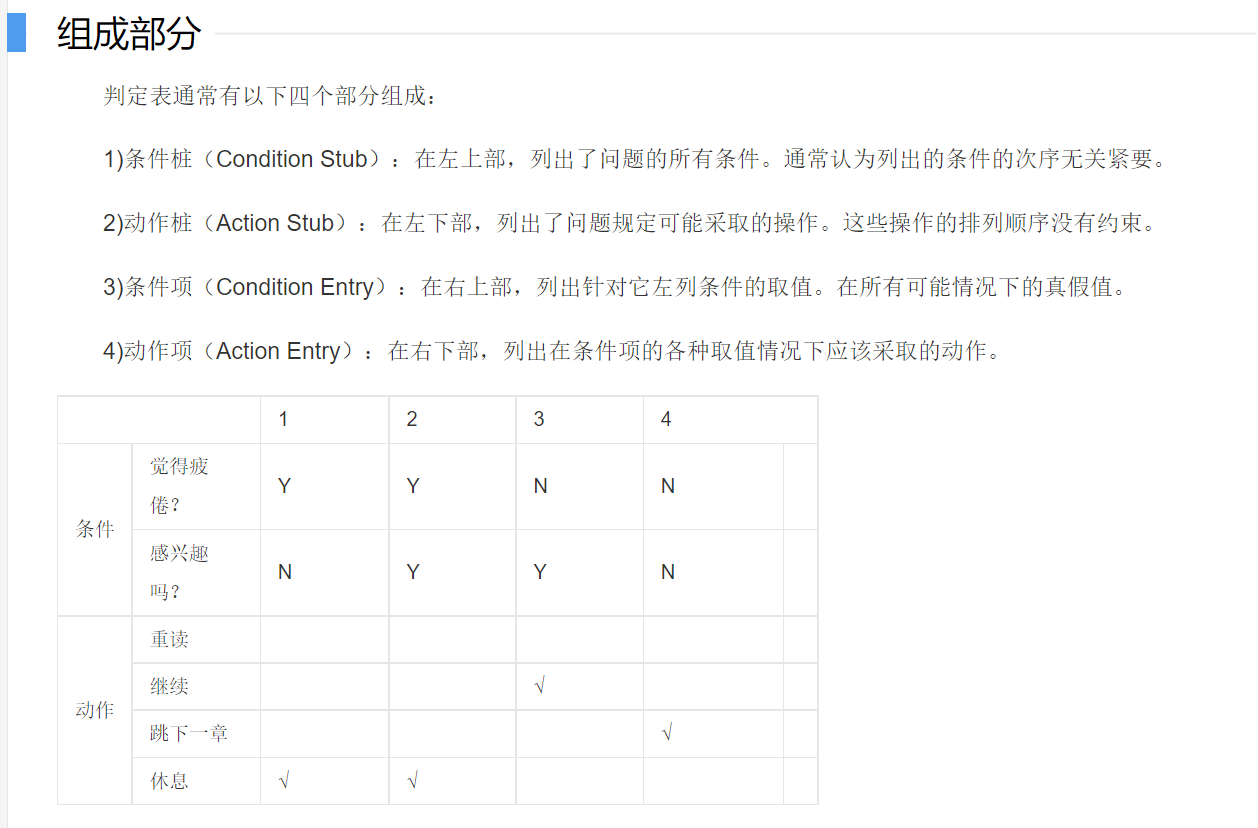 组成部分
判定表通常有以下四个部分组成：
1)条件桩（Condition Stub）：在左上部，列出了问题的所有条件。通常认为列出的条件的次序无关紧要。
2)动作桩（Action Stub）：在左下部，列出了问题规定可能采取的操作。这些操作的排列顺序没有约束。
3)条件项（Condition Entry）：在右上部，列出针对它左列条件的取值。在所有可能情况下的真假值。
4)动作项（Action Entry）：在右下部，列出在条件项的各种取值情况下应该采取的动作。
1 2 3 4
条件
觉得疲
倦？
Y Y N N
感兴趣
吗？
N Y Y N
动作
重读
继续 √
跳下一章 √
休息 √ √